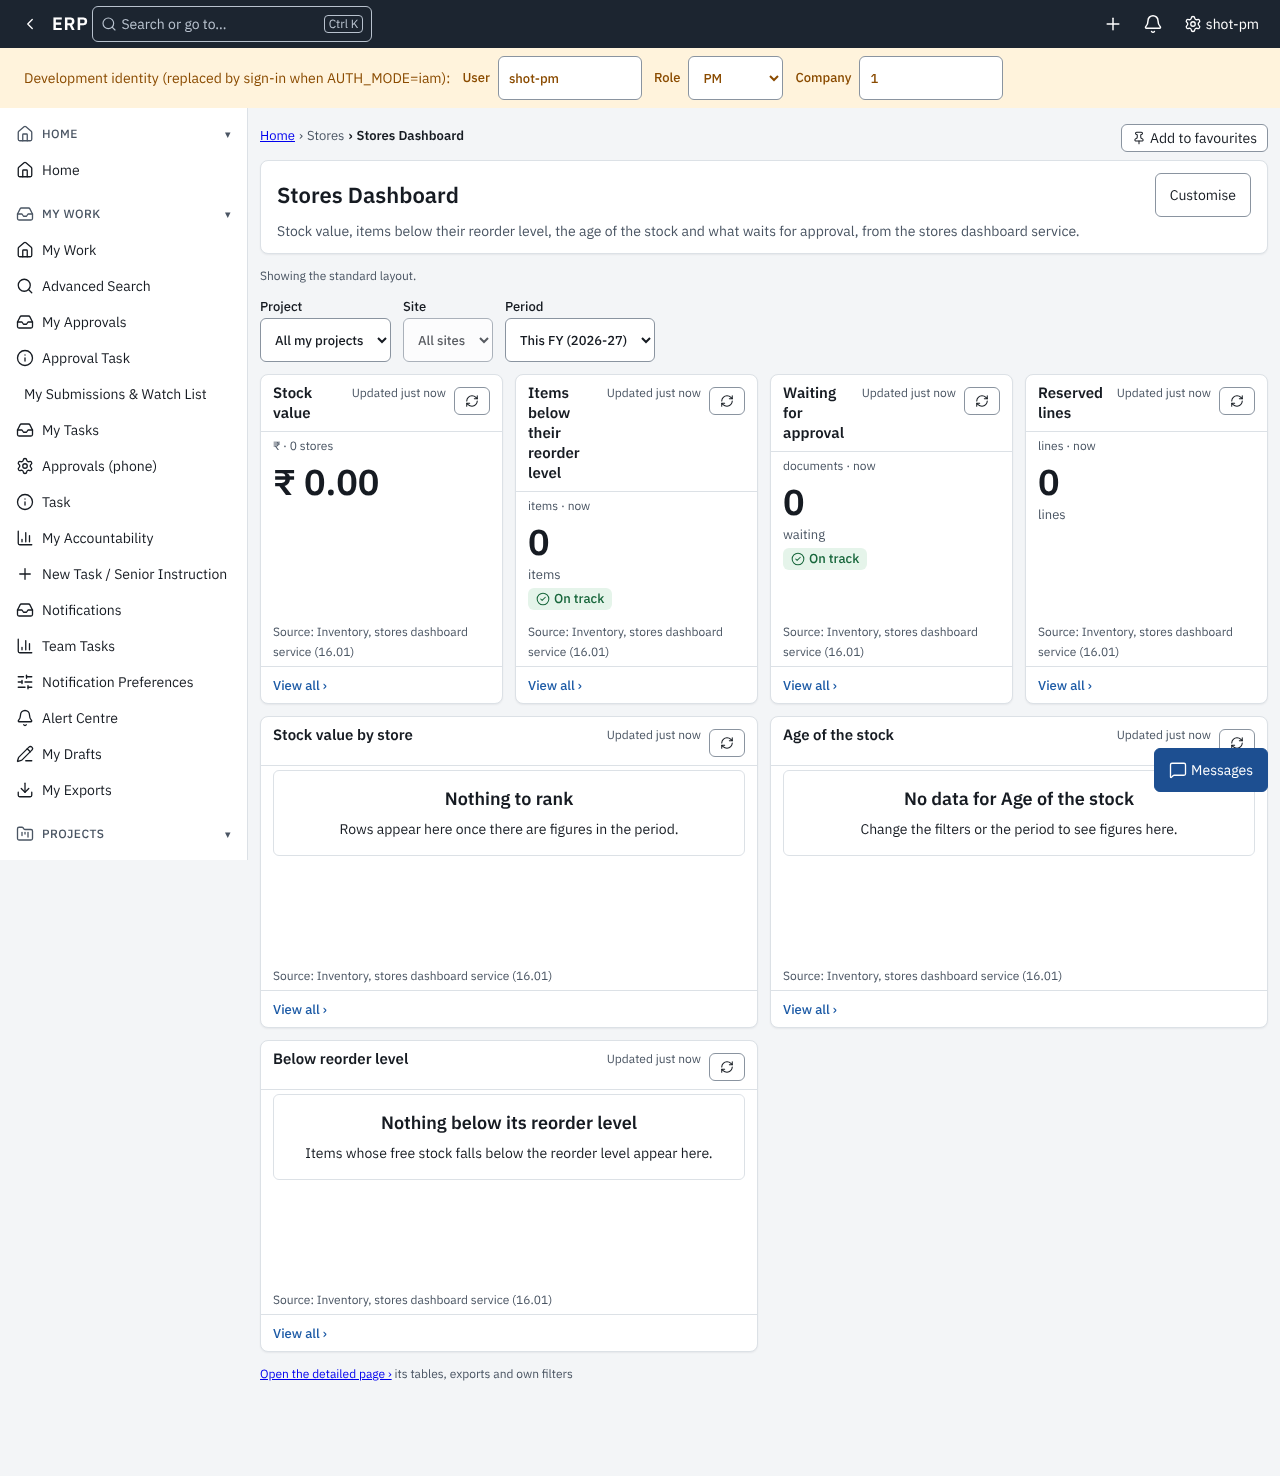 ERP
Search or go to...
Ctrl K
shot-pm
Development identity (replaced by sign-in when AUTH_MODE=iam):
User
shot-pm
Role
PM
Company
1
HOME
Home
MY WORK
My Work
Advanced Search
My Approvals
Approval Task
My Submissions & Watch List
My Tasks
Approvals (phone)
Task
My Accountability
New Task / Senior Instruction
Notifications
Team Tasks
Notification Preferences
Alert Centre
My Drafts
My Exports
PROJECTS
Home › Stores › Stores Dashboard
Add to favourites
Stores Dashboard
Customise
Stock value, items below their reorder level, the age of the stock and what waits for approval, from the stores dashboard service.
Showing the standard layout.
Project
All my projects
Site
All sites
Period
This FY (2026-27)
Stock
value
Updated just now
₹ · 0 stores
₹ 0.00
Source: Inventory, stores dashboard
service (16.01)
View all ›
Items
below
their
reorder
level
Updated just now
items · now
0
items
On track
Source: Inventory, stores dashboard
service (16.01)
View all ›
Waiting
for
approval
Updated just now
documents · now
0
waiting
On track
Source: Inventory, stores dashboard
service (16.01)
View all ›
Reserved
lines
Updated just now
lines · now
0
lines
Source: Inventory, stores dashboard
service (16.01)
View all ›
Stock value by store
Updated just now
Nothing to rank
Rows appear here once there are figures in the period.
Source: Inventory, stores dashboard service (16.01)
View all ›
Age of the stock
Updated just now
Messages
No data for Age of the stock
Change the filters or the period to see figures here.
Source: Inventory, stores dashboard service (16.01)
View all ›
Below reorder level
Updated just now
Nothing below its reorder level
Items whose free stock falls below the reorder level appear here.
Source: Inventory, stores dashboard service (16.01)
View all ›
Open the detailed page › its tables, exports and own filters